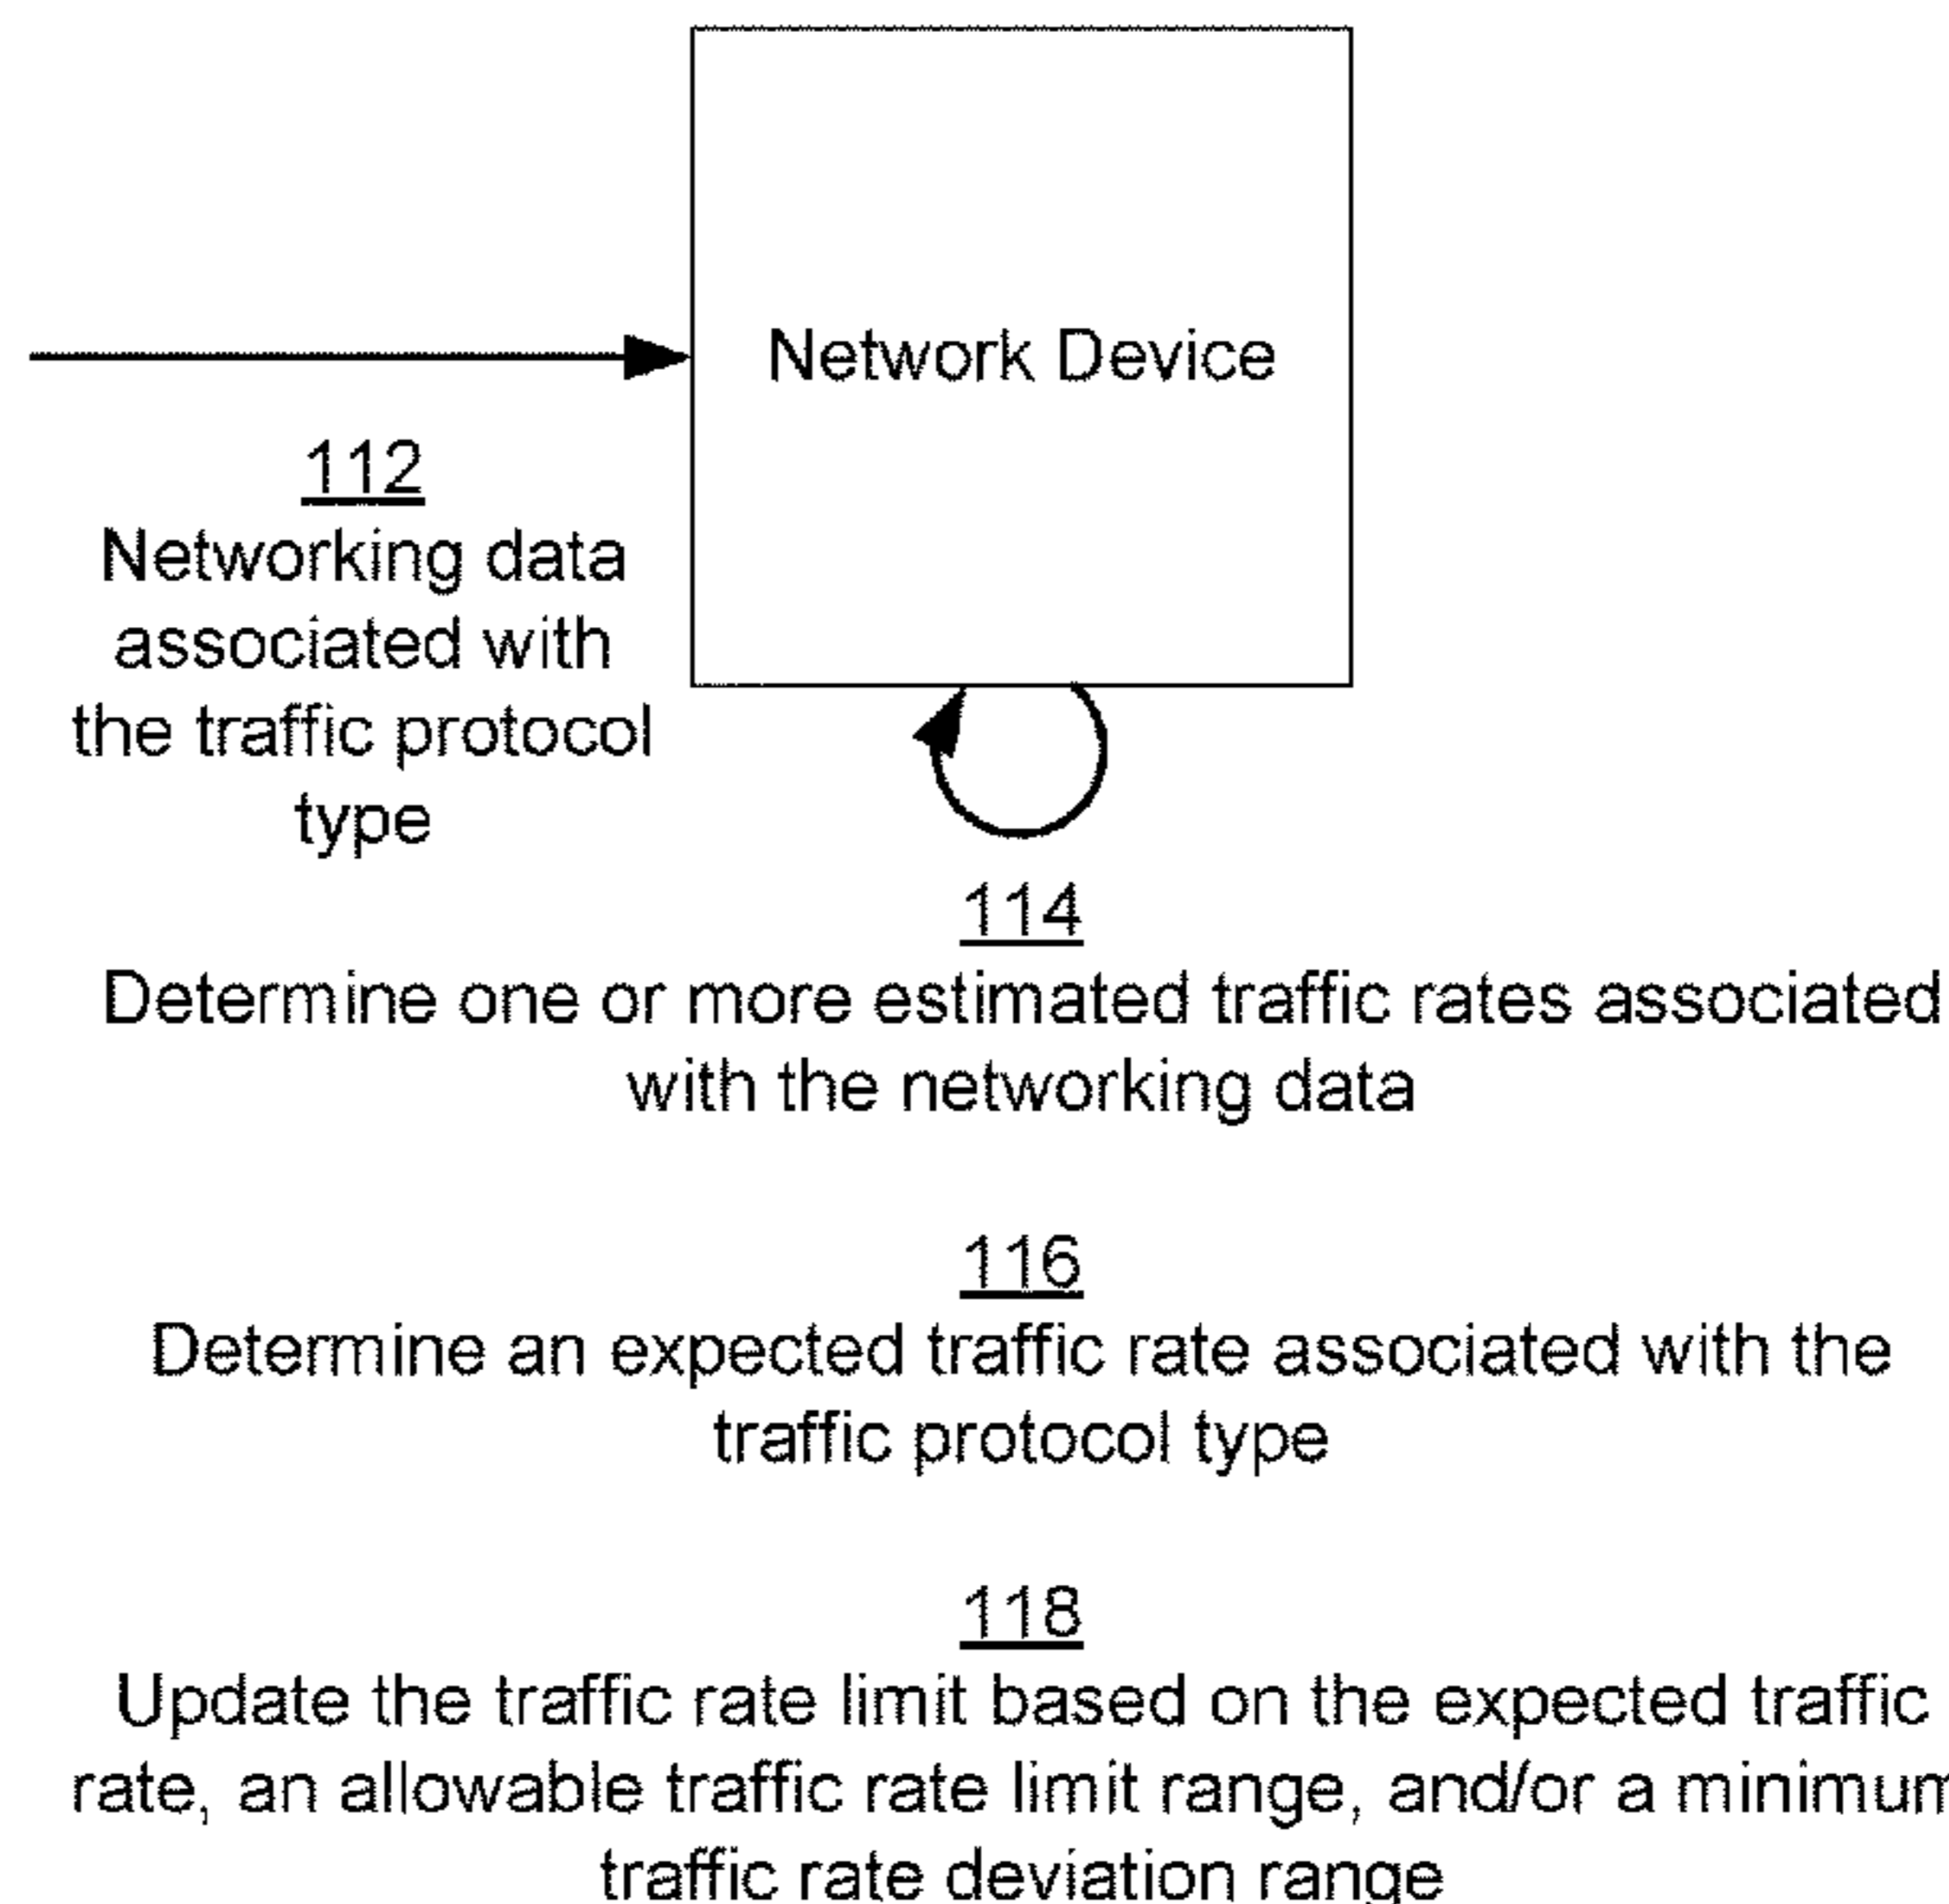 Network Device
112
Networking data
associated with
the traffic protocol
type
114
Determine one or more estimated traffic rates associated
with the networking data
116
Determine an expected traffic rate associated with the
traffic protocol type
118
Update the traffic rate limit based on the expected traffic
rate, an allowable traffic rate limit range, and/or a minimum
traffic rate deviation range